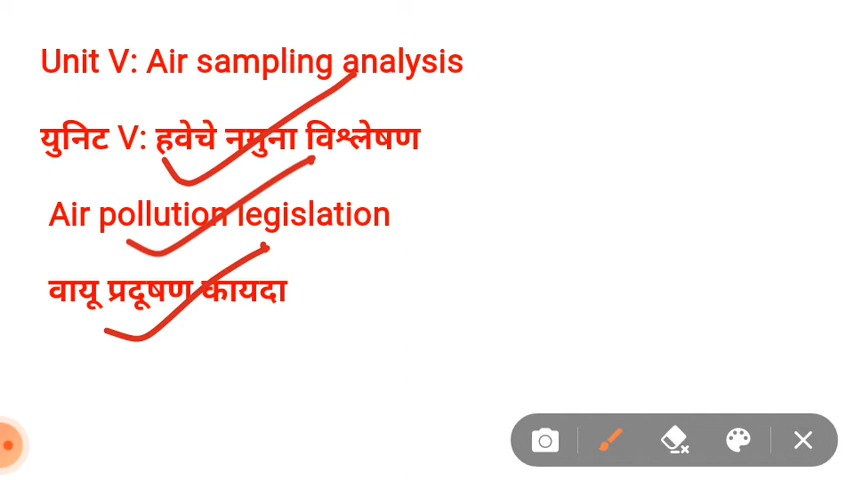 Unit V: Air sampling analysis
युनिट V: हवेचे नमुना विश्लेषण
Air pollution legislation
वायू प्रदूषण कायदा